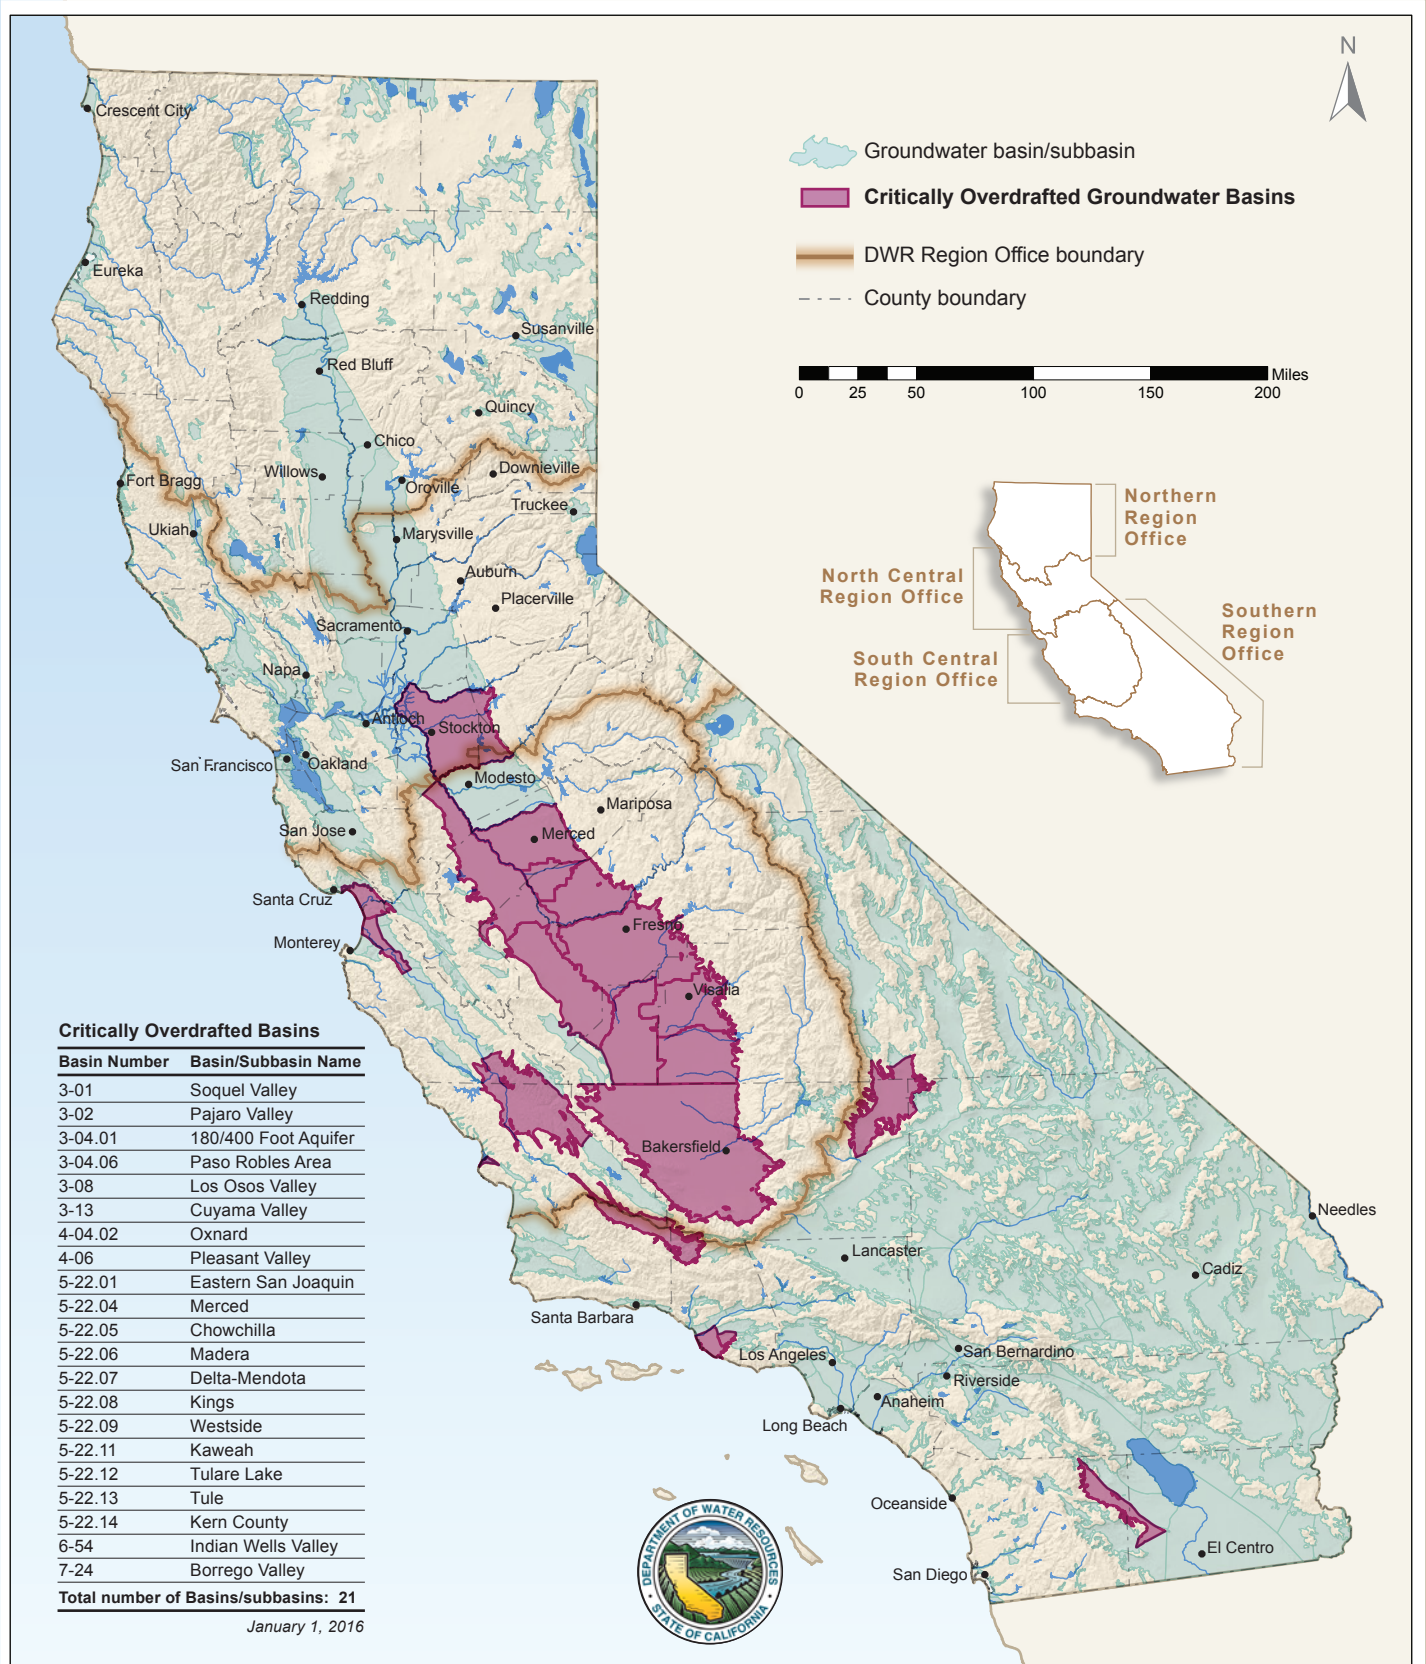 N
Groundwater basin/subbasin
Critically Overdrafted Groundwater Basins
DWR Region Office boundary
County boundary
Miles
0 25 50 100 150 200
Crescent City
Eureka
Redding
Susanville
Red Bluff
Quincy
Chico
Willows
Oroville
Downieville
Fort Bragg
Truckee
Ukiah
Marysville
Auburn
Placerville
Sacramento
Napa
Antioch
Stockton
San Francisco
Oakland
Modesto
Mariposa
San Jose
Merced
Santa Cruz
Fresno
Monterey
Visalia
Bakersfield
Needles
Lancaster
Cadiz
Santa Barbara
Los Angeles
San Bernardino
Riverside
Anaheim
Long Beach
Oceanside
El Centro
San Diego
Northern
Region
Office
North Central
Region Office
Southern
Region
Office
South Central
Region Office
Critically Overdrafted Basins
Basin Number Basin/Subbasin Name
3-01 Soquel Valley
3-02 Pajaro Valley
3-04.01 180/400 Foot Aquifer
3-04.06 Paso Robles Area
3-08 Los Osos Valley
3-13 Cuyama Valley
4-04.02 Oxnard
4-06 Pleasant Valley
5-22.01 Eastern San Joaquin
5-22.04 Merced
5-22.05 Chowchilla
5-22.06 Madera
5-22.07 Delta-Mendota
5-22.08 Kings
5-22.09 Westside
5-22.11 Kaweah
5-22.12 Tulare Lake
5-22.13 Tule
5-22.14 Kern County
6-54 Indian Wells Valley
7-24 Borrego Valley
Total number of Basins/subbasins: 21
January 1, 2016
DEPARTMENT OF WATER RESOURCES
STATE OF CALIFORNIA